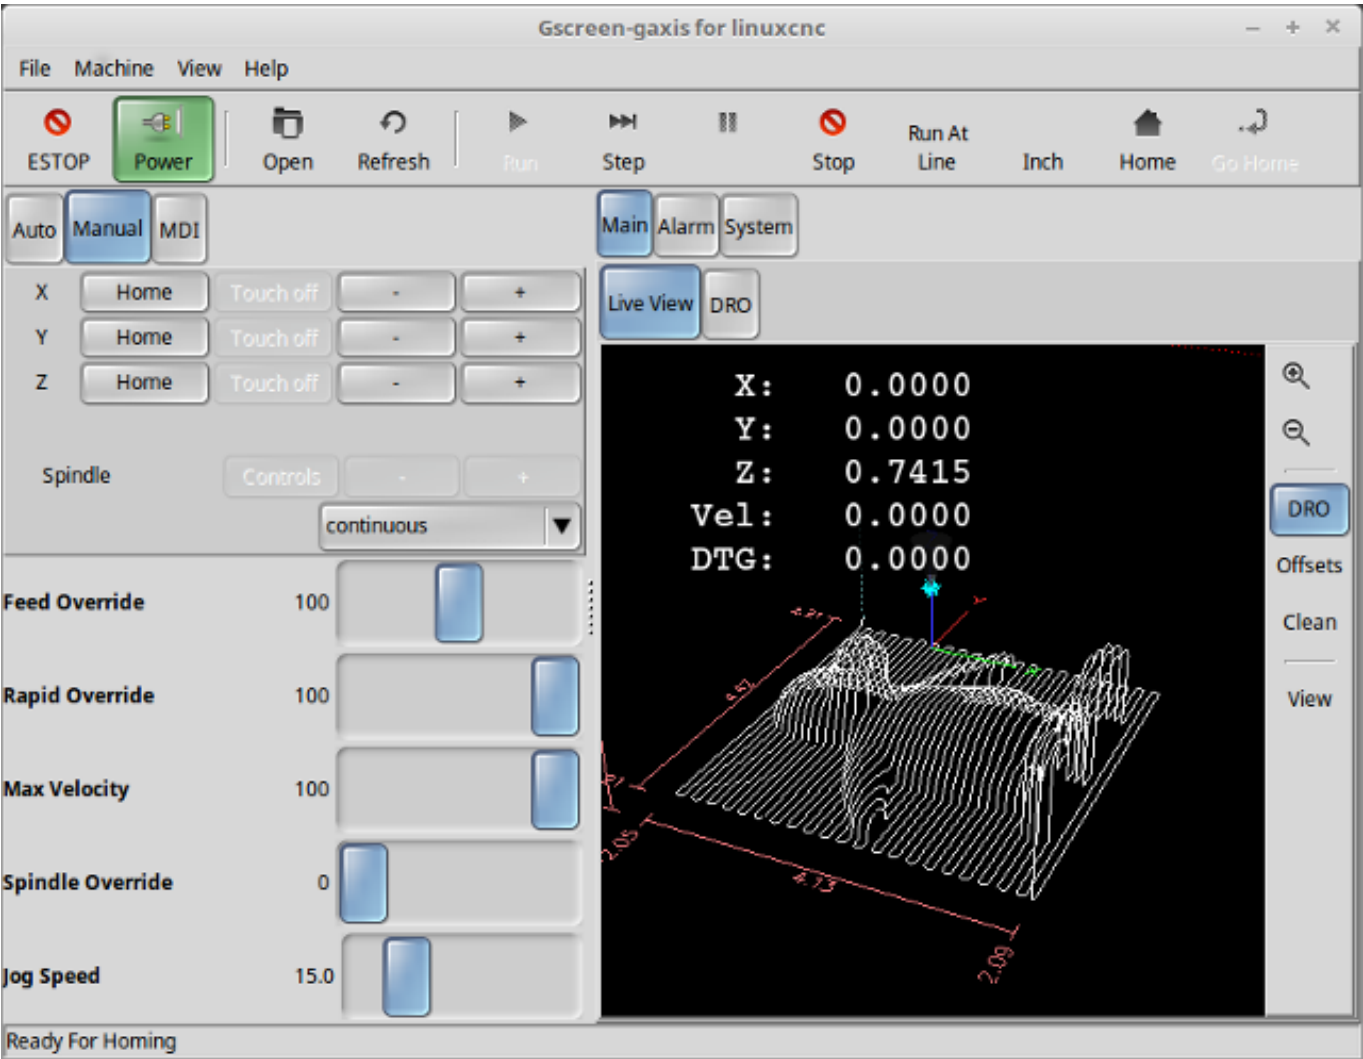 Gscreen-gaxis for linuxcnc
File Machine View Help
ESTOP Power Open Refresh Run Step Stop Run At Line Inch Home Go Home
Auto Manual MDI
Main Alarm System
X Home Touch off - +
Y Home Touch off - +
Z Home Touch off - +
Live View DRO
Spindle Controls - +
continuous
Feed Override 100
Rapid Override 100
Max Velocity 100
Spindle Override 0
Jog Speed 15.0
X: 0.0000
Y: 0.0000
Z: 0.7415
Vel: 0.0000
DTG: 0.0000
DRO
Offsets
Clean
View
2.05
4.13
2.09
Ready For Homing